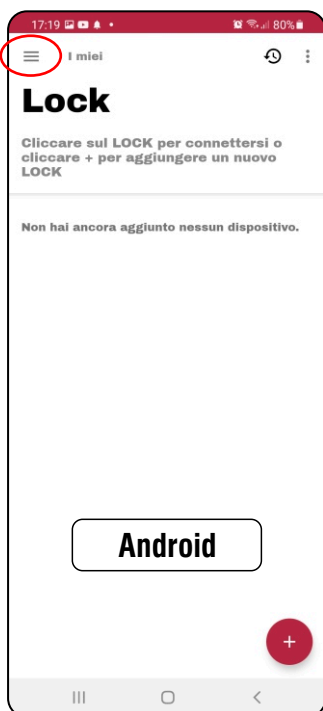 17:19 80%
I miei
Lock
Cliccare sul LOCK per connettersi o
cliccare + per aggiungere un nuovo
LOCK
Non hai ancora aggiunto nessun dispositivo.
Android
+